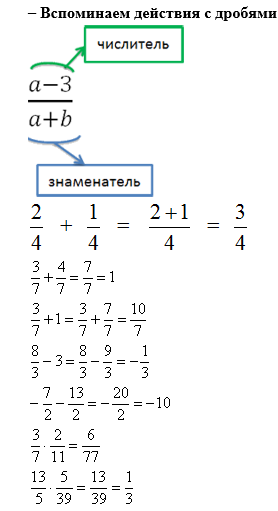 – Вспоминаем действия с дробями
числитель
a−3
a+b
знаменатель
2/4 + 1/4 = 2+1/4 = 3/4
3/7 + 4/7 = 7/7 = 1
3/7 + 1 = 3/7 + 7/7 = 10/7
8/3 − 3 = 8/3 − 9/3 = −1/3
−7/2 − 13/2 = −20/2 = −10
3/7 · 2/11 = 6/77
13/5 · 5/39 = 13/39 = 1/3